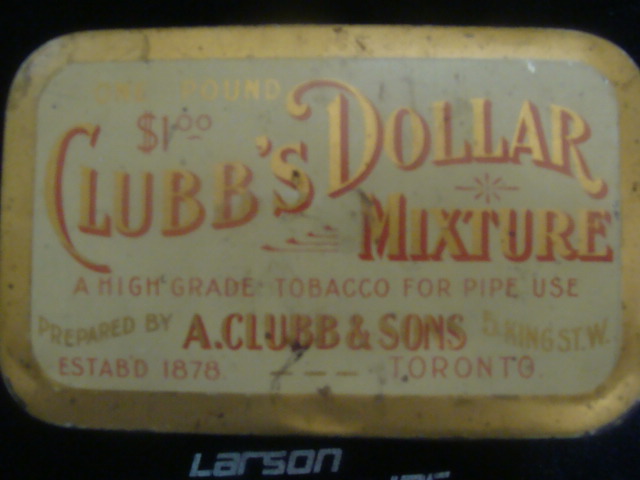 ONE POUND
$1.00
CLUBB'S DOLLAR
MIXTURE
A HIGH GRADE TOBACCO FOR PIPE USE
PREPARED BY A. CLUBB & SONS 5. KING ST. W.
ESTAB'D 1878 --- TORONTO.
Larson